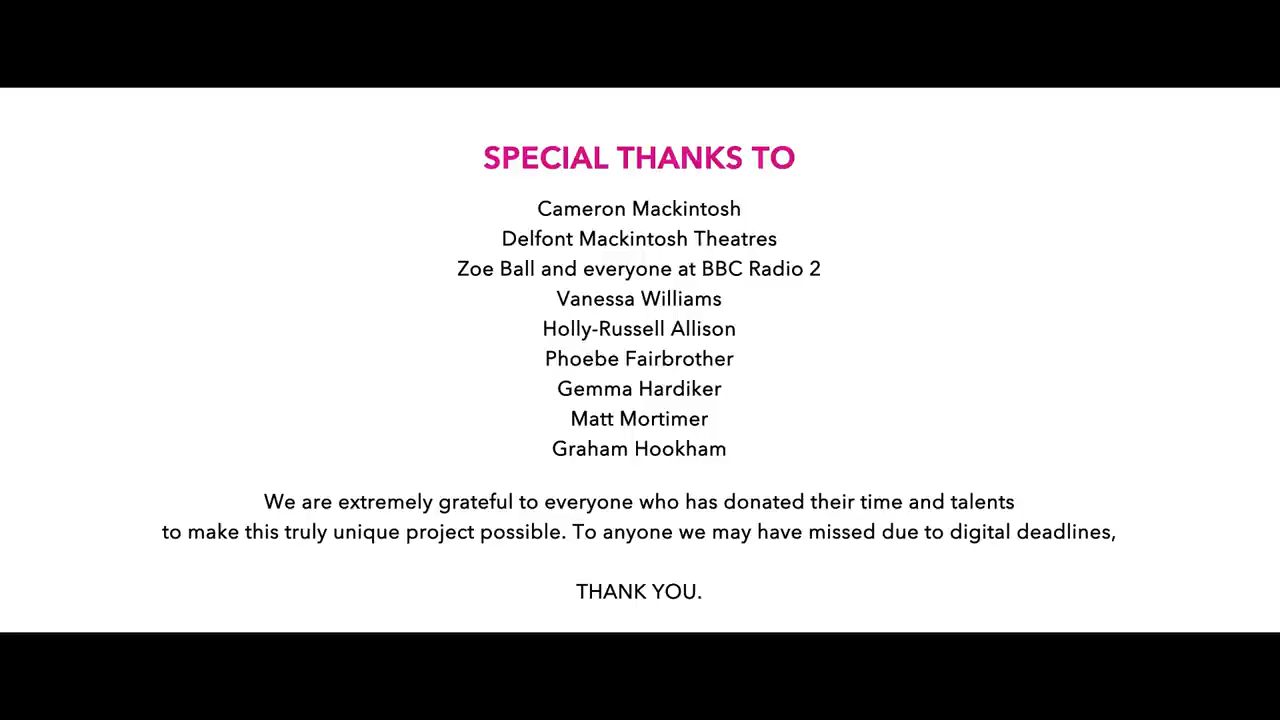 SPECIAL THANKS TO
Cameron Mackintosh
Delfont Mackintosh Theatres
Zoe Ball and everyone at BBC Radio 2
Vanessa Williams
Holly-Russell Allison
Phoebe Fairbrother
Gemma Hardiker
Matt Mortimer
Graham Hookham
We are extremely grateful to everyone who has donated their time and talents
to make this truly unique project possible. To anyone we may have missed due to digital deadlines,
THANK YOU.